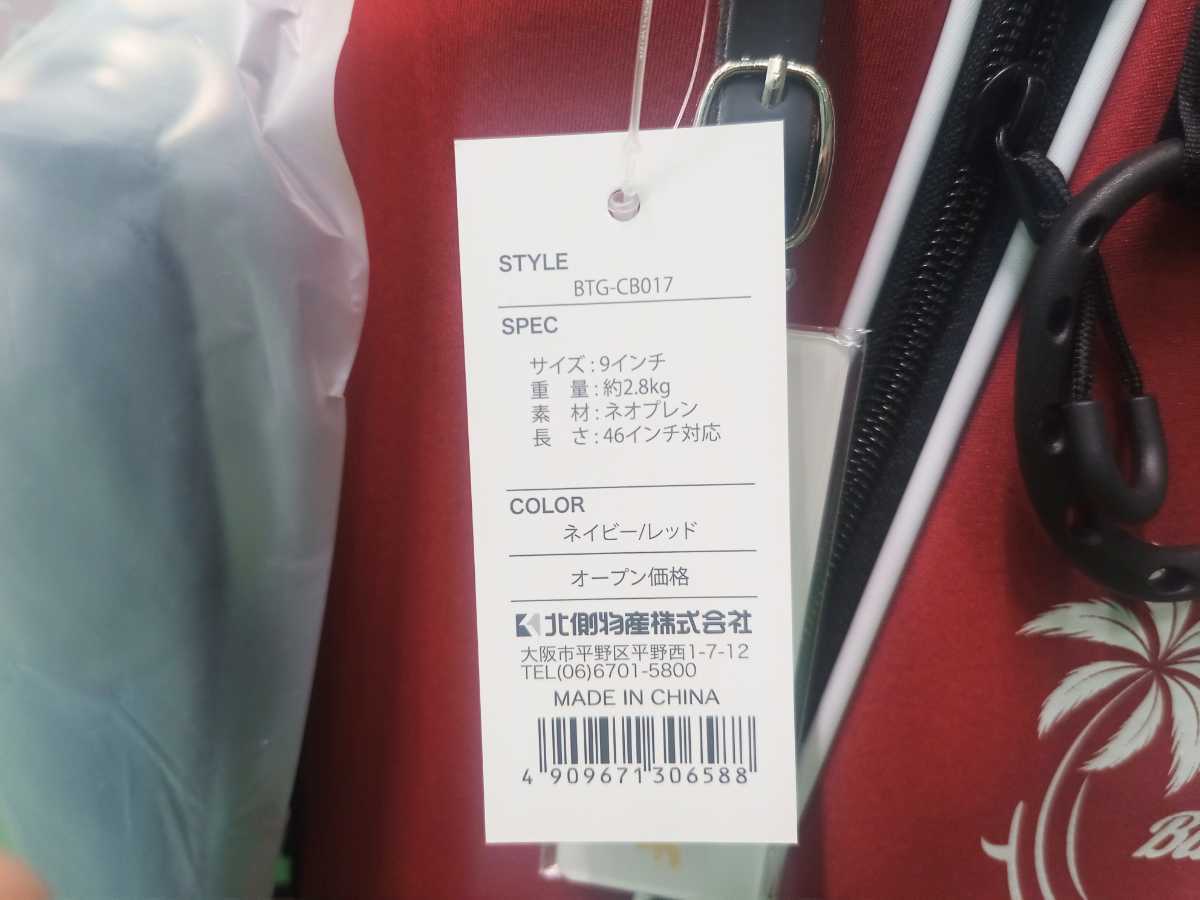 STYLE
BTG-CB017
SPEC
サイズ : 9インチ
重 量 : 約2.8kg
素 材 : ネオプレン
長 さ : 46インチ対応
COLOR
ネイビー/レッド
オープン価格
北側物産株式会社
大阪市平野区平野西1-7-12
TEL(06)6701-5800
MADE IN CHINA
4 909671 306588